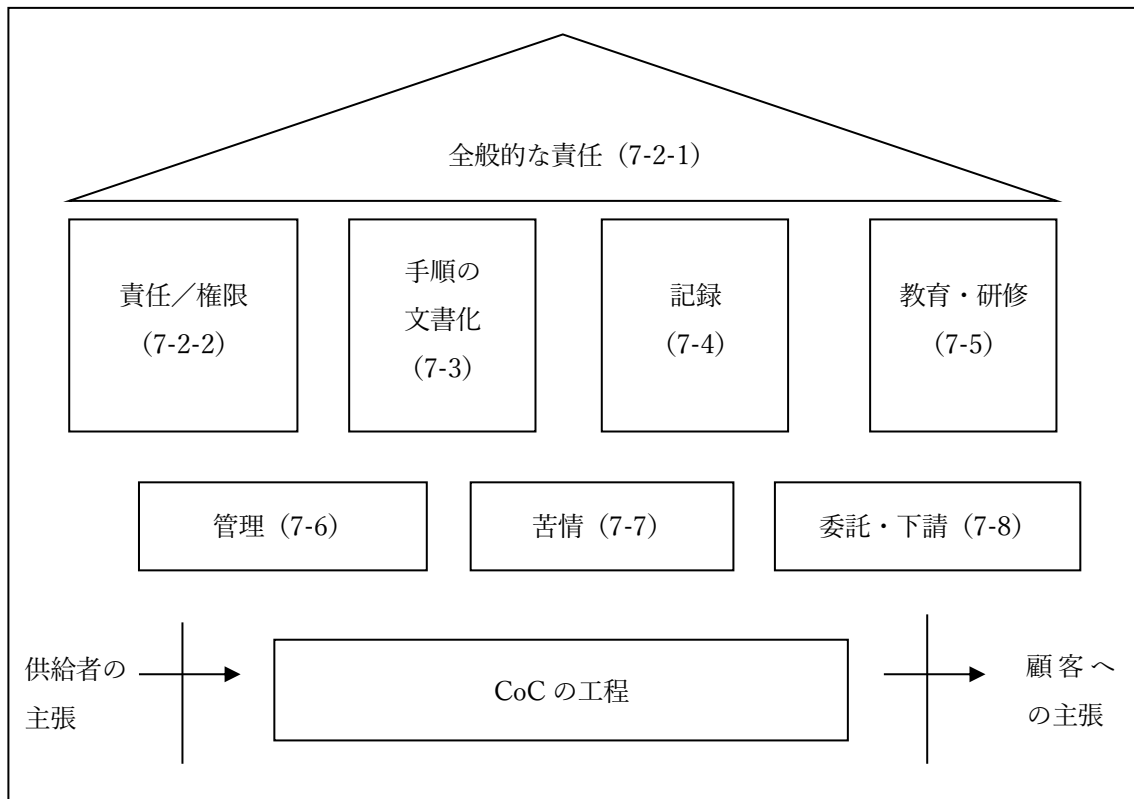 全般的な責任（7-2-1）
責任／権限
（7-2-2）
手順の
文書化
（7-3）
記録
（7-4）
教育・研修
（7-5）
管理（7-6）
苦情（7-7）
委託・下請（7-8）
供給者の
主張
CoC の工程
顧 客 へ
の主張